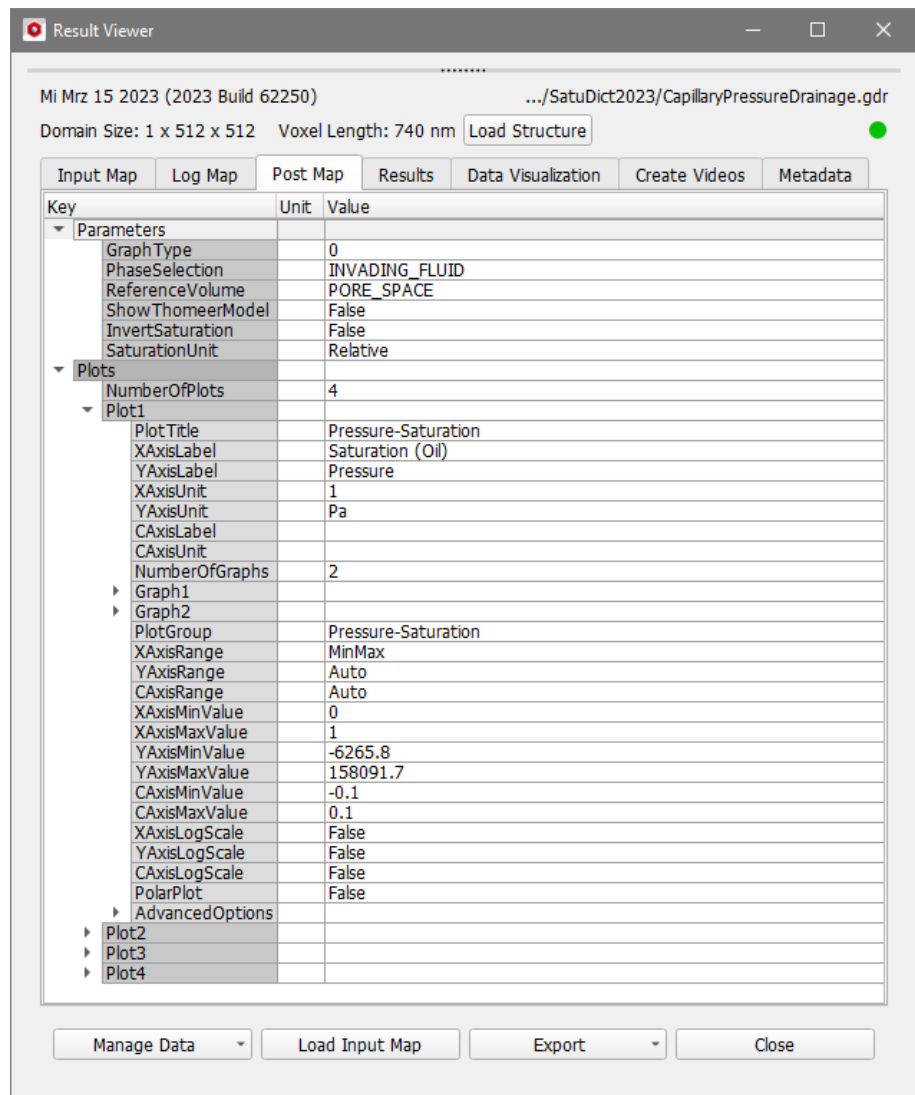 Result Viewer
Mi Mrz 15 2023 (2023 Build 62250) .../SatuDict2023/CapillaryPressureDrainage.gdr
Domain Size: 1 x 512 x 512 Voxel Length: 740 nm Load Structure
Input Map Log Map Post Map Results Data Visualization Create Videos Metadata
Key Unit Value
Parameters
GraphType 0
PhaseSelection INVADING_FLUID
ReferenceVolume PORE_SPACE
ShowThomeerModel False
InvertSaturation False
SaturationUnit Relative
Plots
NumberOfPlots 4
Plot1
PlotTitle Pressure-Saturation
XAxisLabel Saturation (Oil)
YAxisLabel Pressure
XAxisUnit 1
YAxisUnit Pa
CAxisLabel
CAxisUnit
NumberOfGraphs 2
Graph1
Graph2
PlotGroup Pressure-Saturation
XAxisRange MinMax
YAxisRange Auto
CAxisRange Auto
XAxisMinValue 0
XAxisMaxValue 1
YAxisMinValue -6265.8
YAxisMaxValue 158091.7
CAxisMinValue -0.1
CAxisMaxValue 0.1
XAxisLogScale False
YAxisLogScale False
CAxisLogScale False
PolarPlot False
AdvancedOptions
Plot2
Plot3
Plot4
Manage Data Load Input Map Export Close